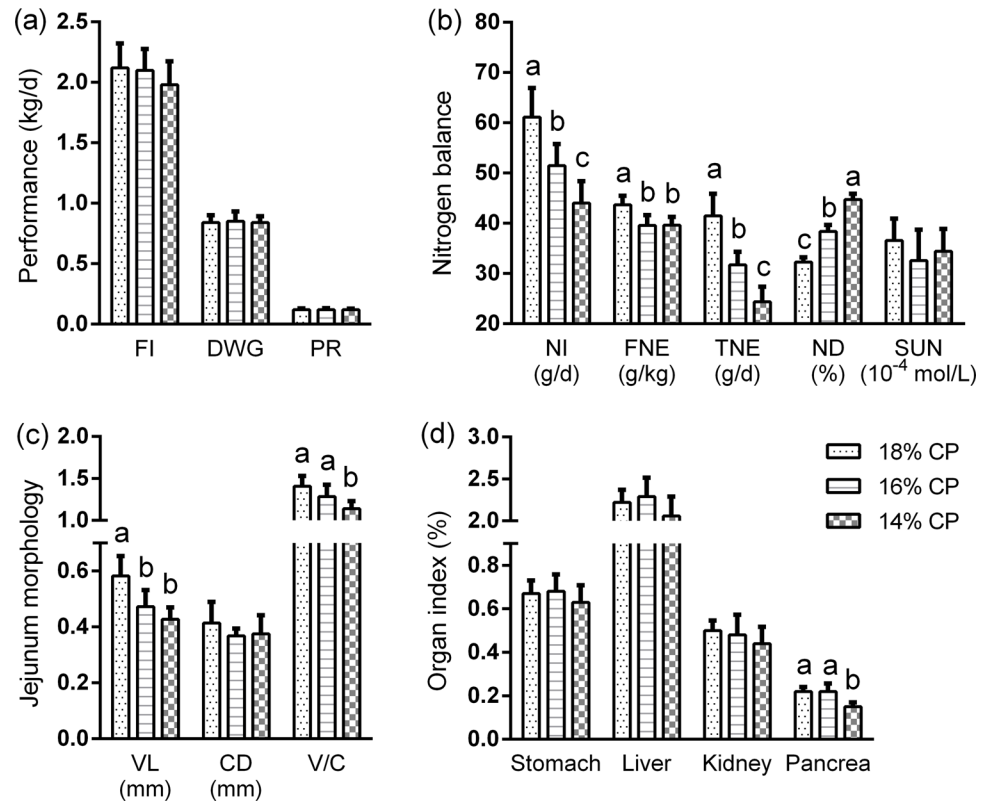 (a)
Performance (kg/d)
2.5
2.0
1.5
1.0
0.5
0.0
FI DWG PR
(b)
Nitrogen balance
80
70
60
50
40
30
20
a b c
a b b
a b c
c b a
NI FNE TNE ND SUN
(g/d) (g/kg) (g/d) (%) (10⁻⁴ mol/L)
(c)
Jejunum morphology
2.0
1.5
1.0
0.6
0.4
0.2
0.0
a b b
a a b
VL CD V/C
(mm) (mm)
(d)
Organ index (%)
3.0
2.5
2.0
0.8
0.6
0.4
0.2
0.0
a a b
Stomach Liver Kidney Pancrea
18% CP
16% CP
14% CP